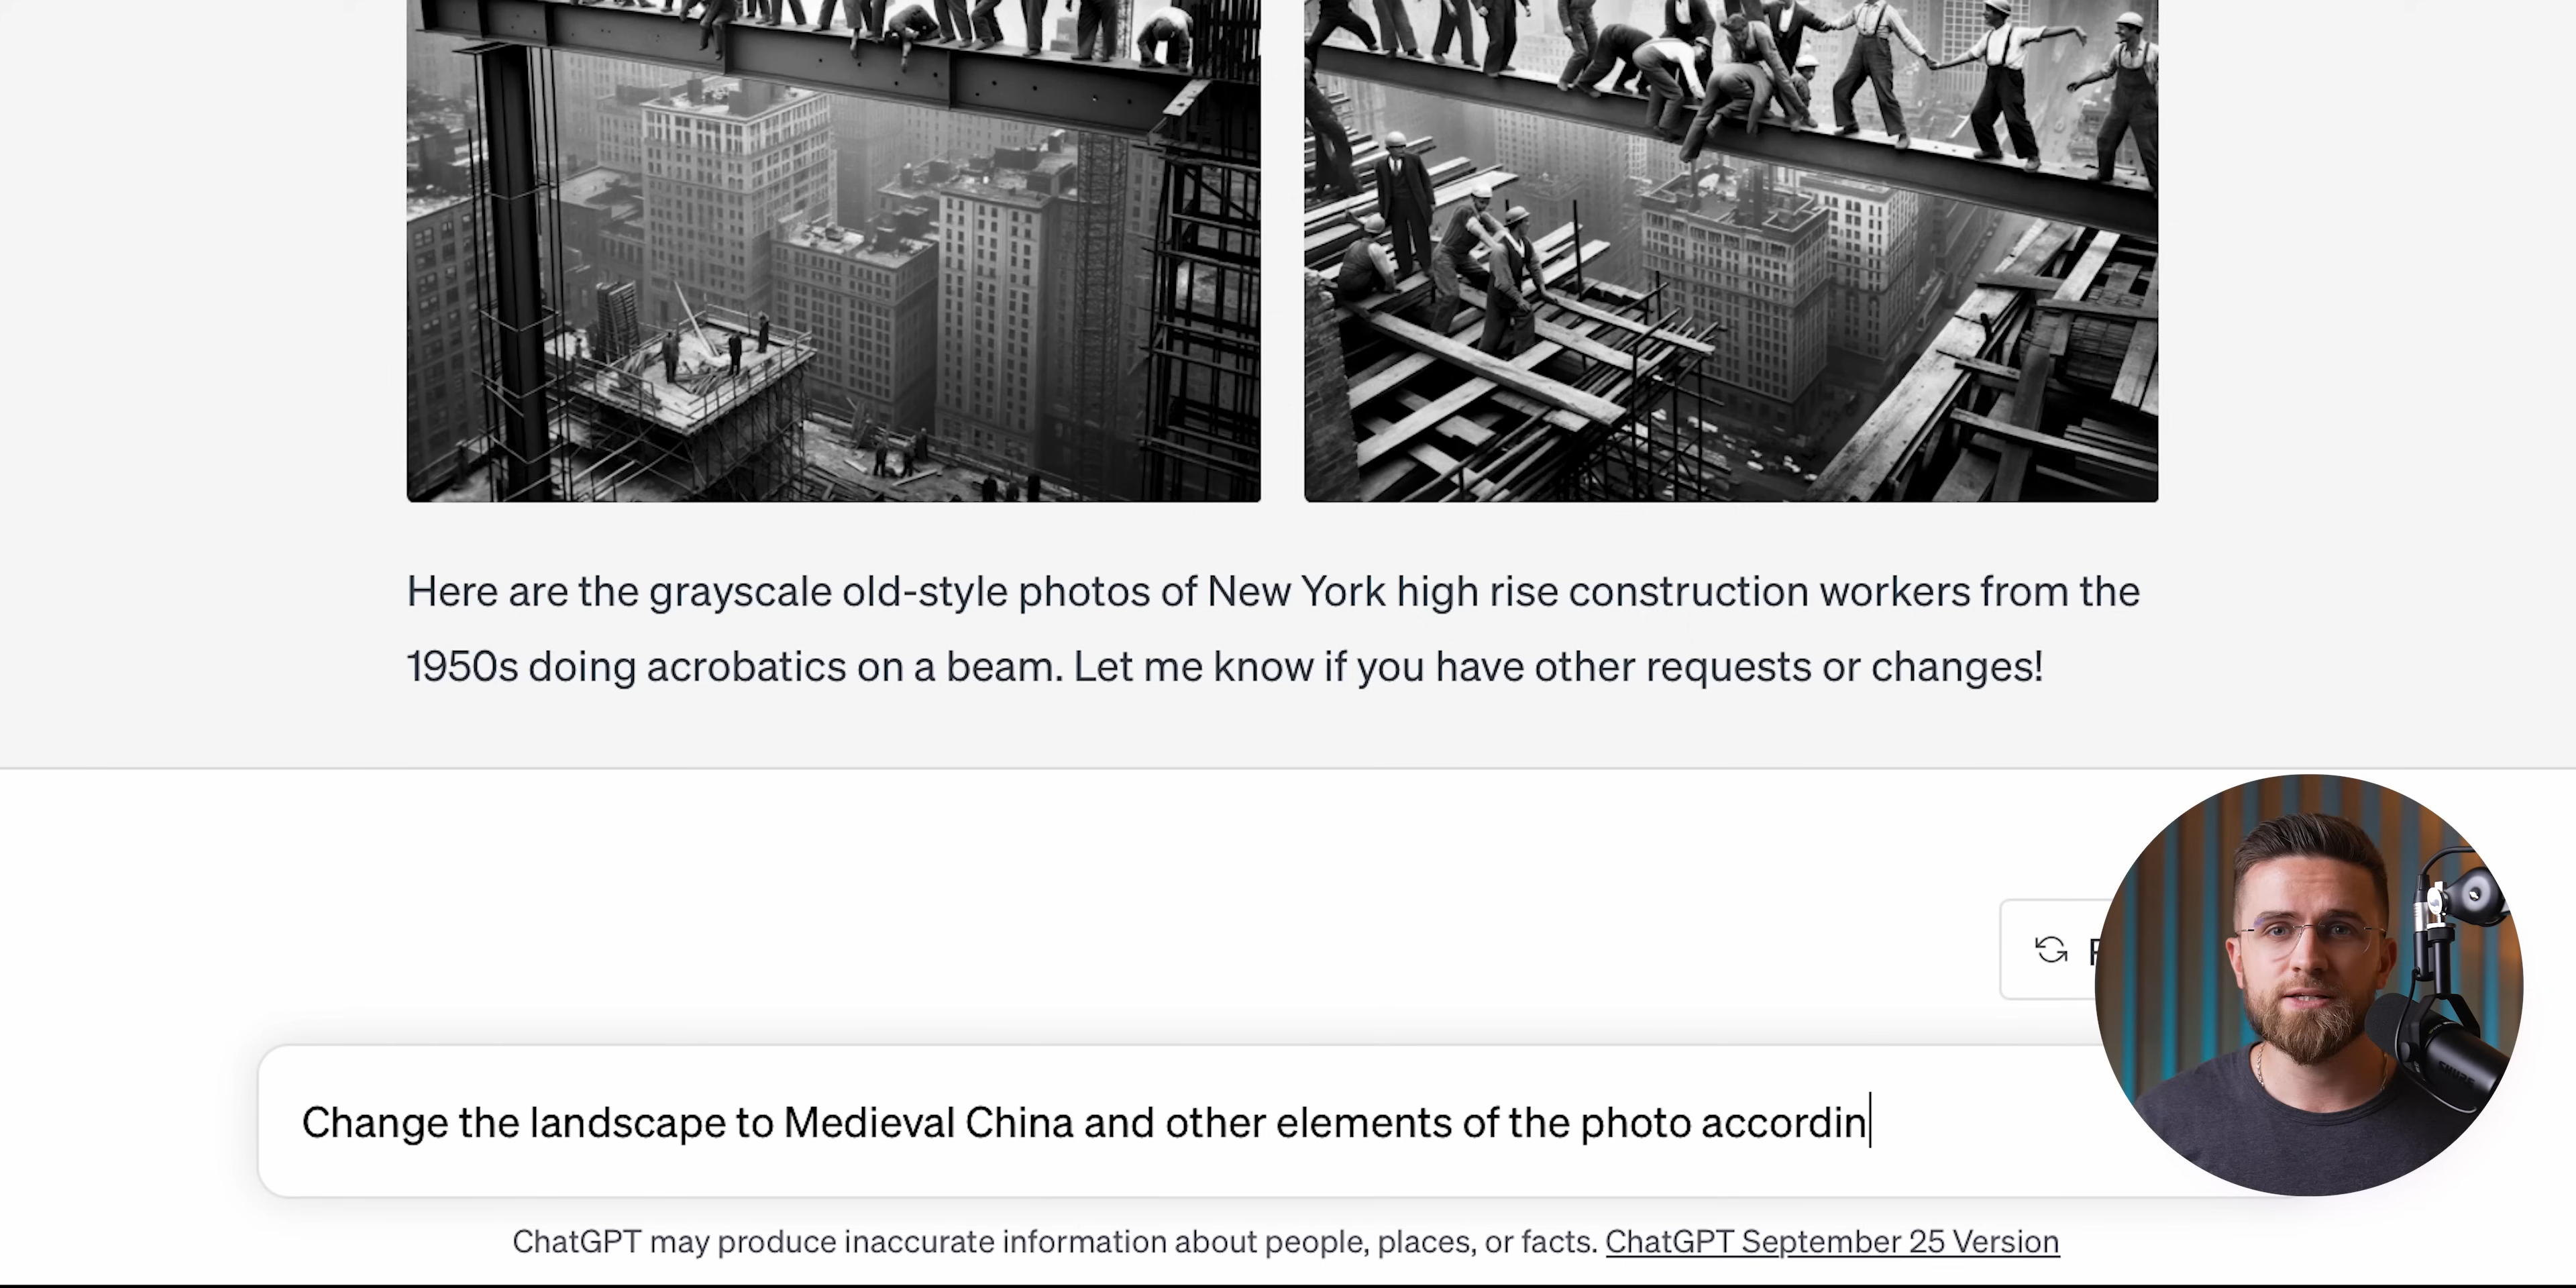 Here are the grayscale old-style photos of New York high rise construction workers from the
1950s doing acrobatics on a beam. Let me know if you have other requests or changes!
Change the landscape to Medieval China and other elements of the photo accordin
ChatGPT may produce inaccurate information about people, places, or facts. ChatGPT September 25 Version